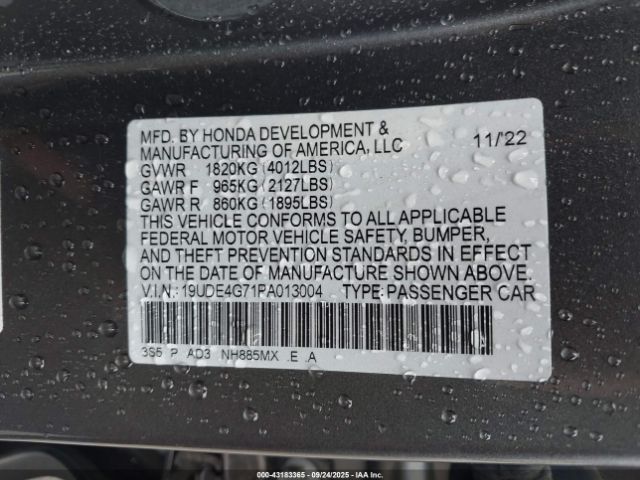 MFD. BY HONDA DEVELOPMENT &
MANUFACTURING OF AMERICA, LLC 11/22
GVWR 1820KG (4012LBS)
GAWR F 965KG (2127LBS)
GAWR R 860KG (1895LBS)
THIS VEHICLE CONFORMS TO ALL APPLICABLE
FEDERAL MOTOR VEHICLE SAFETY, BUMPER,
AND THEFT PREVENTION STANDARDS IN EFFECT
ON THE DATE OF MANUFACTURE SHOWN ABOVE.
V.I.N.: 19UDE4G71PA013004 TYPE: PASSENGER CAR
3S5 P AD3 NH885MX .E .A
000-43183365 - 09/24/2025 - IAA Inc.